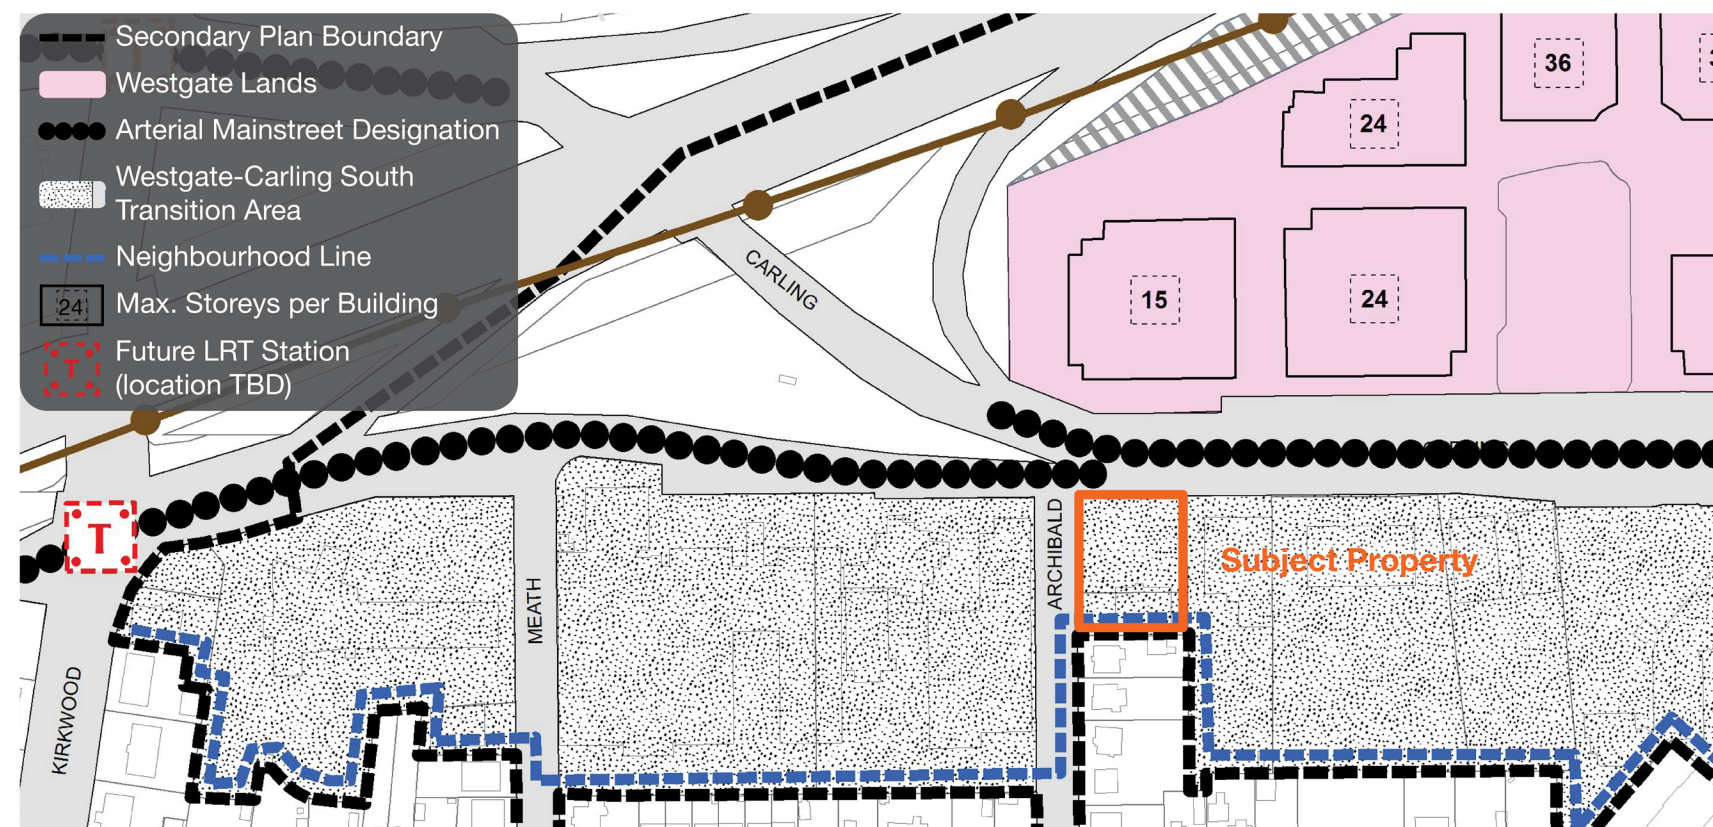 Secondary Plan Boundary
Westgate Lands
Arterial Mainstreet Designation
Westgate-Carling South
Transition Area
Neighbourhood Line
24
Max. Storeys per Building
T
Future LRT Station
(location TBD)
36
24
15
24
CARLING
T
KIRKWOOD
MEATH
ARCHIBALD
Subject Property